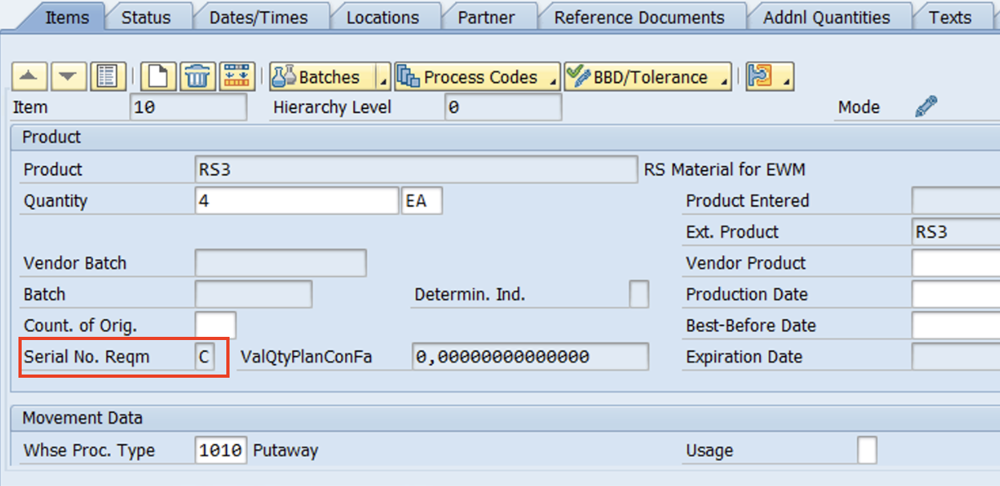 Items Status Dates/Times Locations Partner Reference Documents Addnl Quantities Texts
Batches Process Codes BBD/Tolerance
Item 10 Hierarchy Level 0 Mode
Product
Product RS3 RS Material for EWM
Quantity 4 EA Product Entered
Ext. Product RS3
Vendor Batch Vendor Product
Batch Determin. Ind. Production Date
Count. of Orig. Best-Before Date
Serial No. Reqm C ValQtyPlanConFa 0,00000000000000 Expiration Date
Movement Data
Whse Proc. Type 1010 Putaway Usage